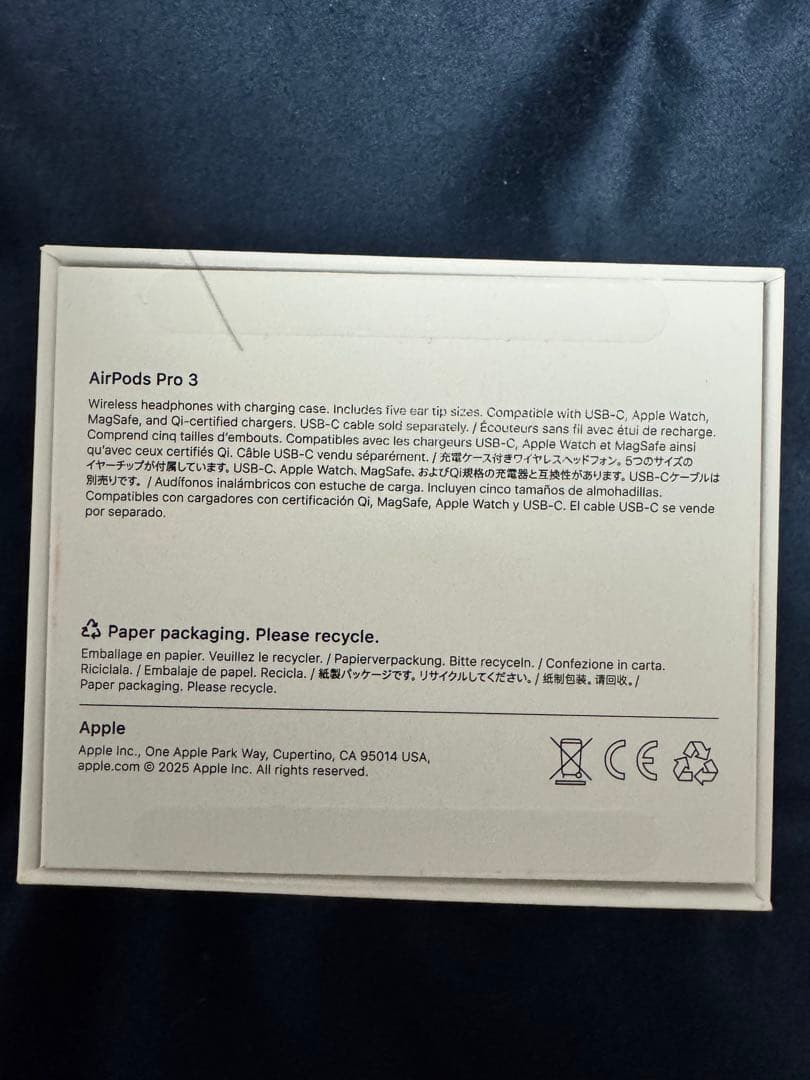 AirPods Pro 3
Wireless headphones with charging case. Includes five ear tip sizes. Compatible with USB-C, Apple Watch,
MagSafe, and Qi-certified chargers. USB-C cable sold separately. / Écouteurs sans fil avec étui de recharge.
Comprend cinq tailles d'embouts. Compatibles avec les chargeurs USB-C, Apple Watch et MagSafe ainsi
qu'avec ceux certifiés Qi. Câble USB-C vendu séparément. / 充電ケース付きワイヤレスヘッドフォン。5つのサイズの
イヤーチップが付属しています。USB-C、Apple Watch、MagSafe、およびQi規格の充電器と互換性があります。USB-Cケーブルは
別売りです。 / Audífonos inalámbricos con estuche de carga. Incluyen cinco tamaños de almohadillas.
Compatibles con cargadores con certificación Qi, MagSafe, Apple Watch y USB-C. El cable USB-C se vende
por separado.
Paper packaging. Please recycle.
Emballage en papier. Veuillez le recycler. / Papierverpackung. Bitte recyceln. / Confezione in carta.
Riciclala. / Embalaje de papel. Recicla. / 紙製パッケージです。リサイクルしてください。/ 纸制包装。请回收。/
Paper packaging. Please recycle.
Apple
Apple Inc., One Apple Park Way, Cupertino, CA 95014 USA,
apple.com © 2025 Apple Inc. All rights reserved.
CE